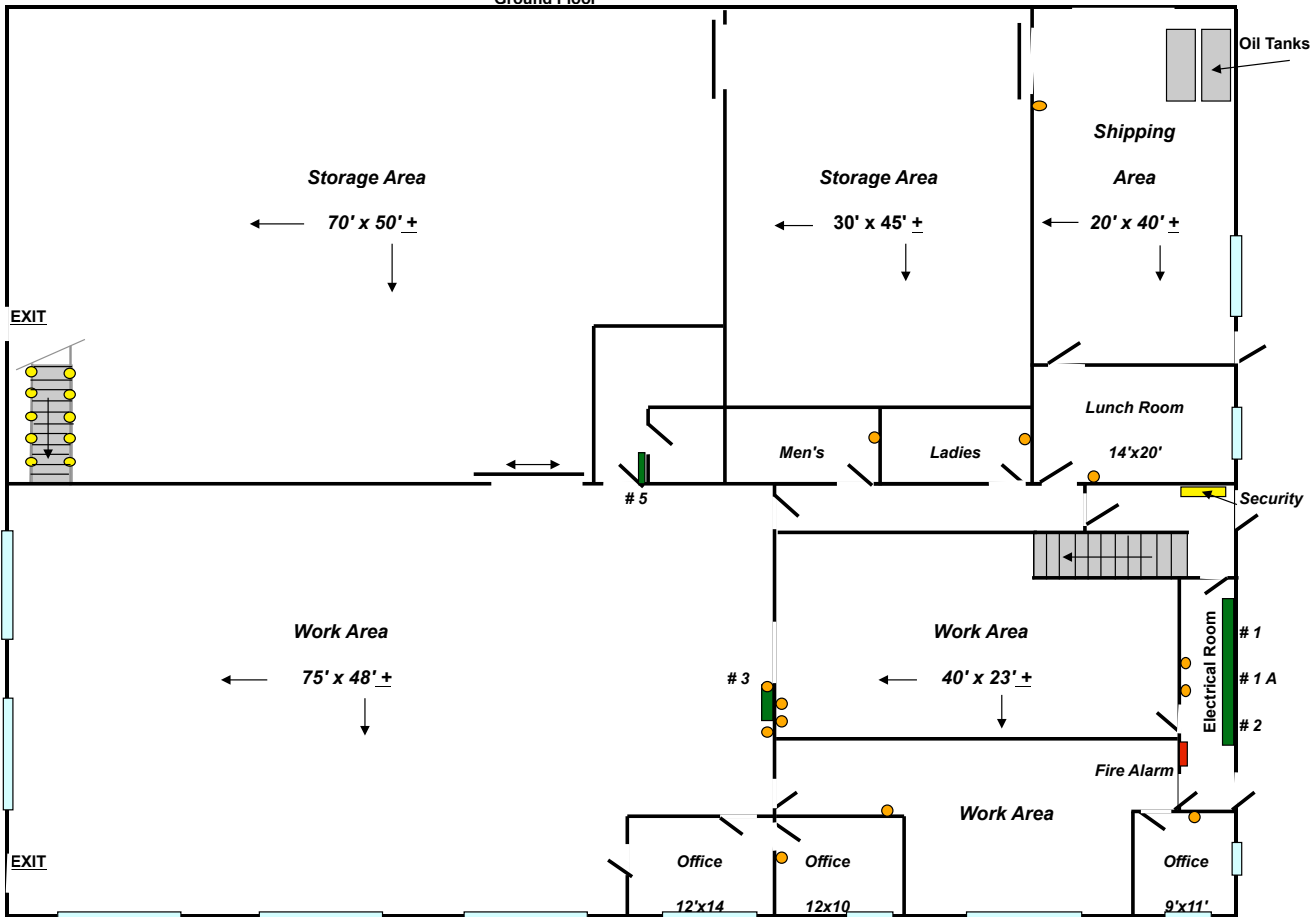 Ground Floor
Oil Tanks
Shipping
Area
20' x 40' +
Storage Area
70' x 50' +
Storage Area
30' x 45' +
EXIT
Lunch Room
14'x20'
Men's
Ladies
# 5
Security
Work Area
75' x 48' +
Work Area
40' x 23' +
# 3
Electrical Room
# 1
# 1 A
# 2
Fire Alarm
Work Area
EXIT
Office
12'x14
Office
12x10
Office
9'x11'